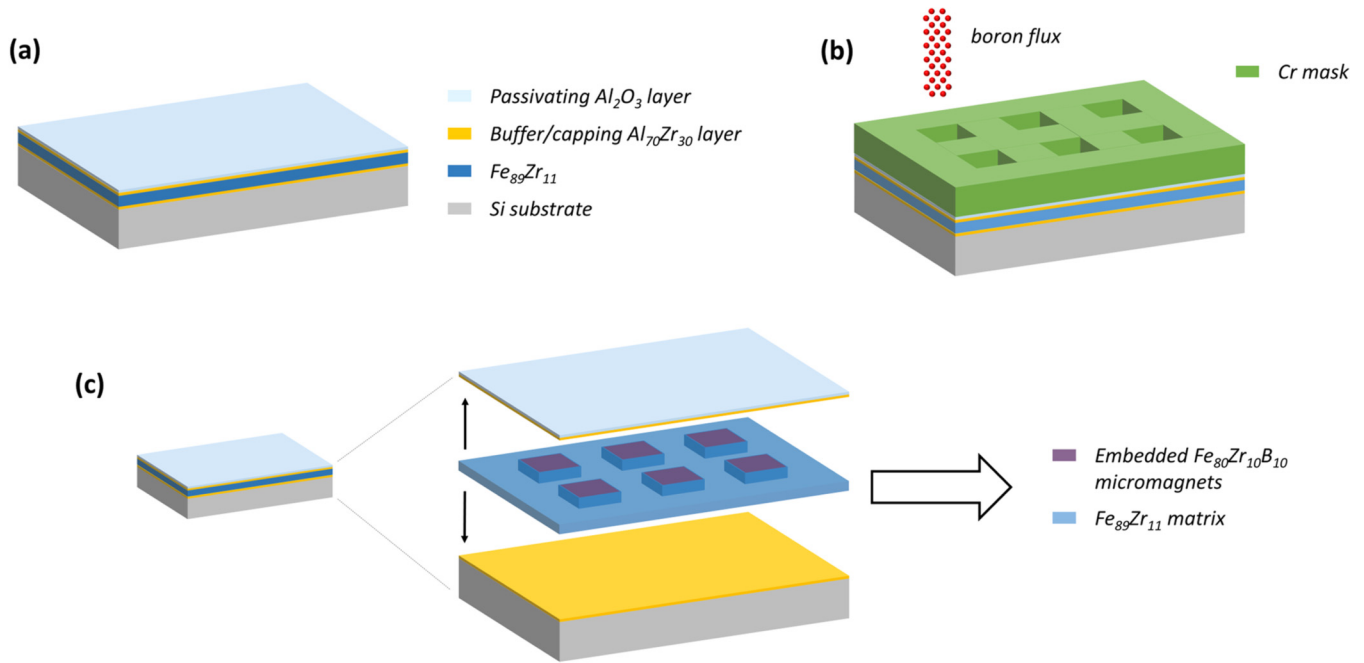 (a)
Passivating Al₂O₃ layer
Buffer/capping Al₇₀Zr₃₀ layer
Fe₈₉Zr₁₁
Si substrate
(b)
boron flux
Cr mask
(c)
Embedded Fe₈₀Zr₁₀B₁₀
micromagnets
Fe₈₉Zr₁₁ matrix